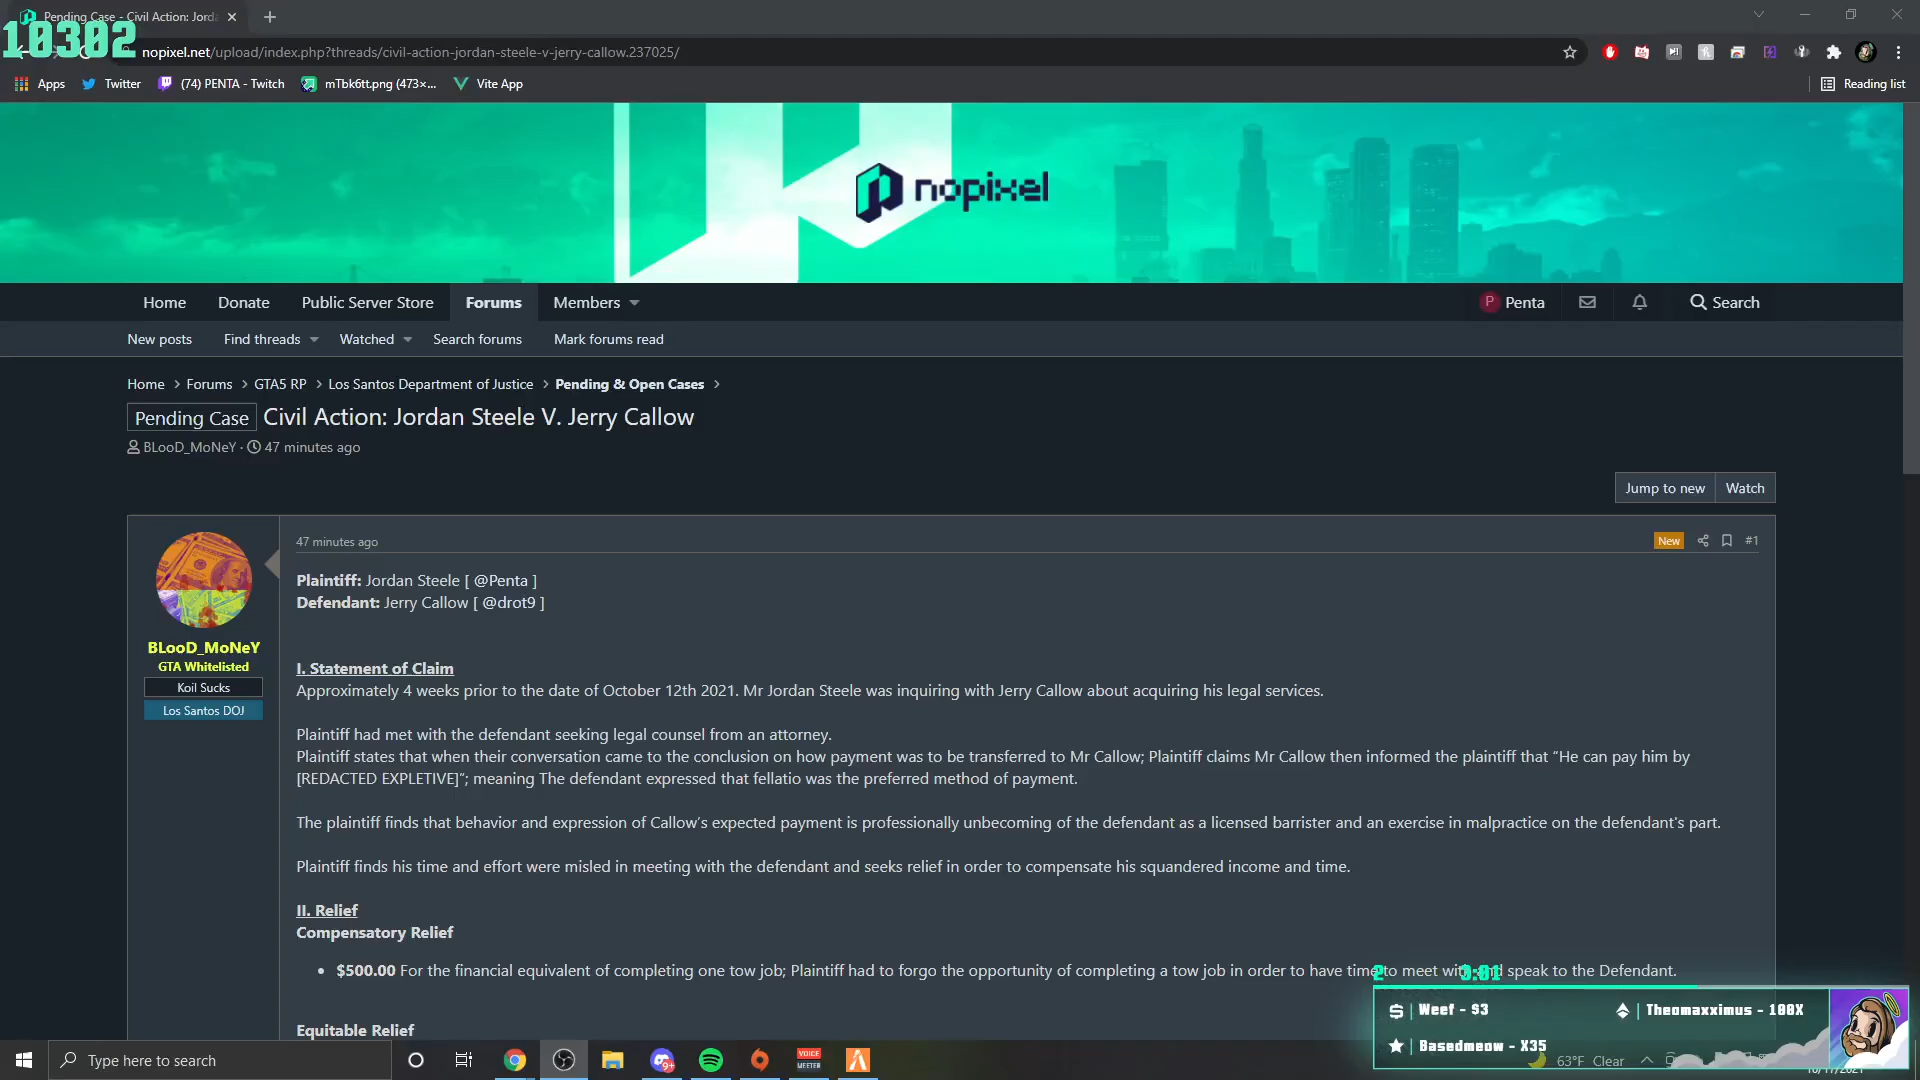 Pending Case - Civil Action: Jorda
10302
nopixel.net/upload/index.php?threads/civil-action-jordan-steele-v-jerry-callow.237025/
Apps
Twitter
(74) PENTA - Twitch
mTbk6tt.png (473×...
Vite App
Reading list
nopixel
Home
Donate
Public Server Store
Forums
Members
P Penta
Search
New posts
Find threads
Watched
Search forums
Mark forums read
Home > Forums > GTA5 RP > Los Santos Department of Justice > Pending & Open Cases >
Pending Case Civil Action: Jordan Steele V. Jerry Callow
BLooD_MoNeY · 47 minutes ago
Jump to new
Watch
47 minutes ago
New
#1
BLooD_MoNeY
GTA Whitelisted
Koil Sucks
Los Santos DOJ
Plaintiff: Jordan Steele [ @Penta ]
Defendant: Jerry Callow [ @drot9 ]
I. Statement of Claim
Approximately 4 weeks prior to the date of October 12th 2021. Mr Jordan Steele was inquiring with Jerry Callow about acquiring his legal services.
Plaintiff had met with the defendant seeking legal counsel from an attorney.
Plaintiff states that when their conversation came to the conclusion on how payment was to be transferred to Mr Callow; Plaintiff claims Mr Callow then informed the plaintiff that “He can pay him by
[REDACTED EXPLETIVE]”; meaning The defendant expressed that fellatio was the preferred method of payment.
The plaintiff finds that behavior and expression of Callow’s expected payment is professionally unbecoming of the defendant as a licensed barrister and an exercise in malpractice on the defendant's part.
Plaintiff finds his time and effort were misled in meeting with the defendant and seeks relief in order to compensate his squandered income and time.
II. Relief
Compensatory Relief
• $500.00 For the financial equivalent of completing one tow job; Plaintiff had to forgo the opportunity of completing a tow job in order to have time to meet with and speak to the Defendant.
Equitable Relief
2
3:01
Weef - $3
Theomaxximus - 100X
Basedmeow - X35
Type here to search
9+
VOICE
MEETER
63°F Clear